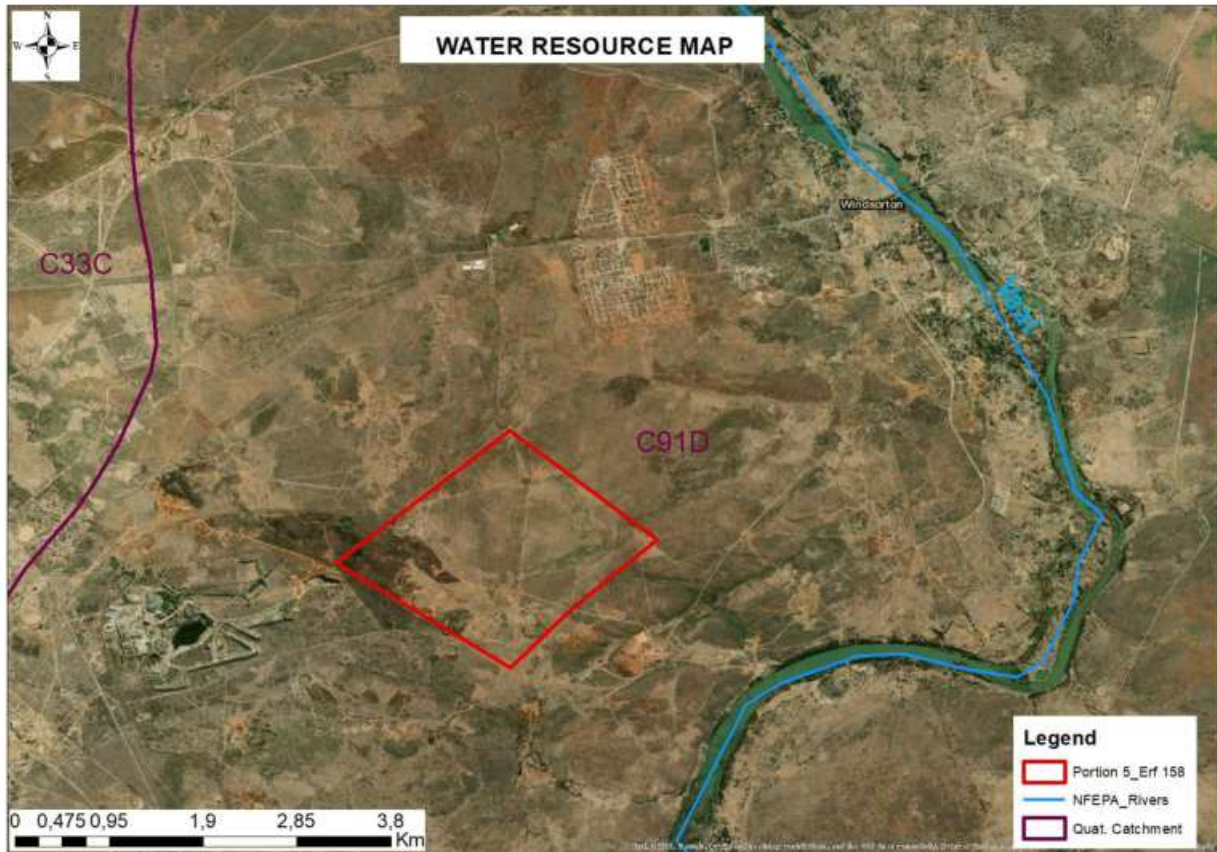 WATER RESOURCE MAP
N
W E
S
Windsorton
C33C
Vaal
C91D
Legend
Portion 5_Erf 158
NFEPA_Rivers
Quat. Catchment
0 0,475 0,95 1,9 2,85 3,8
Km